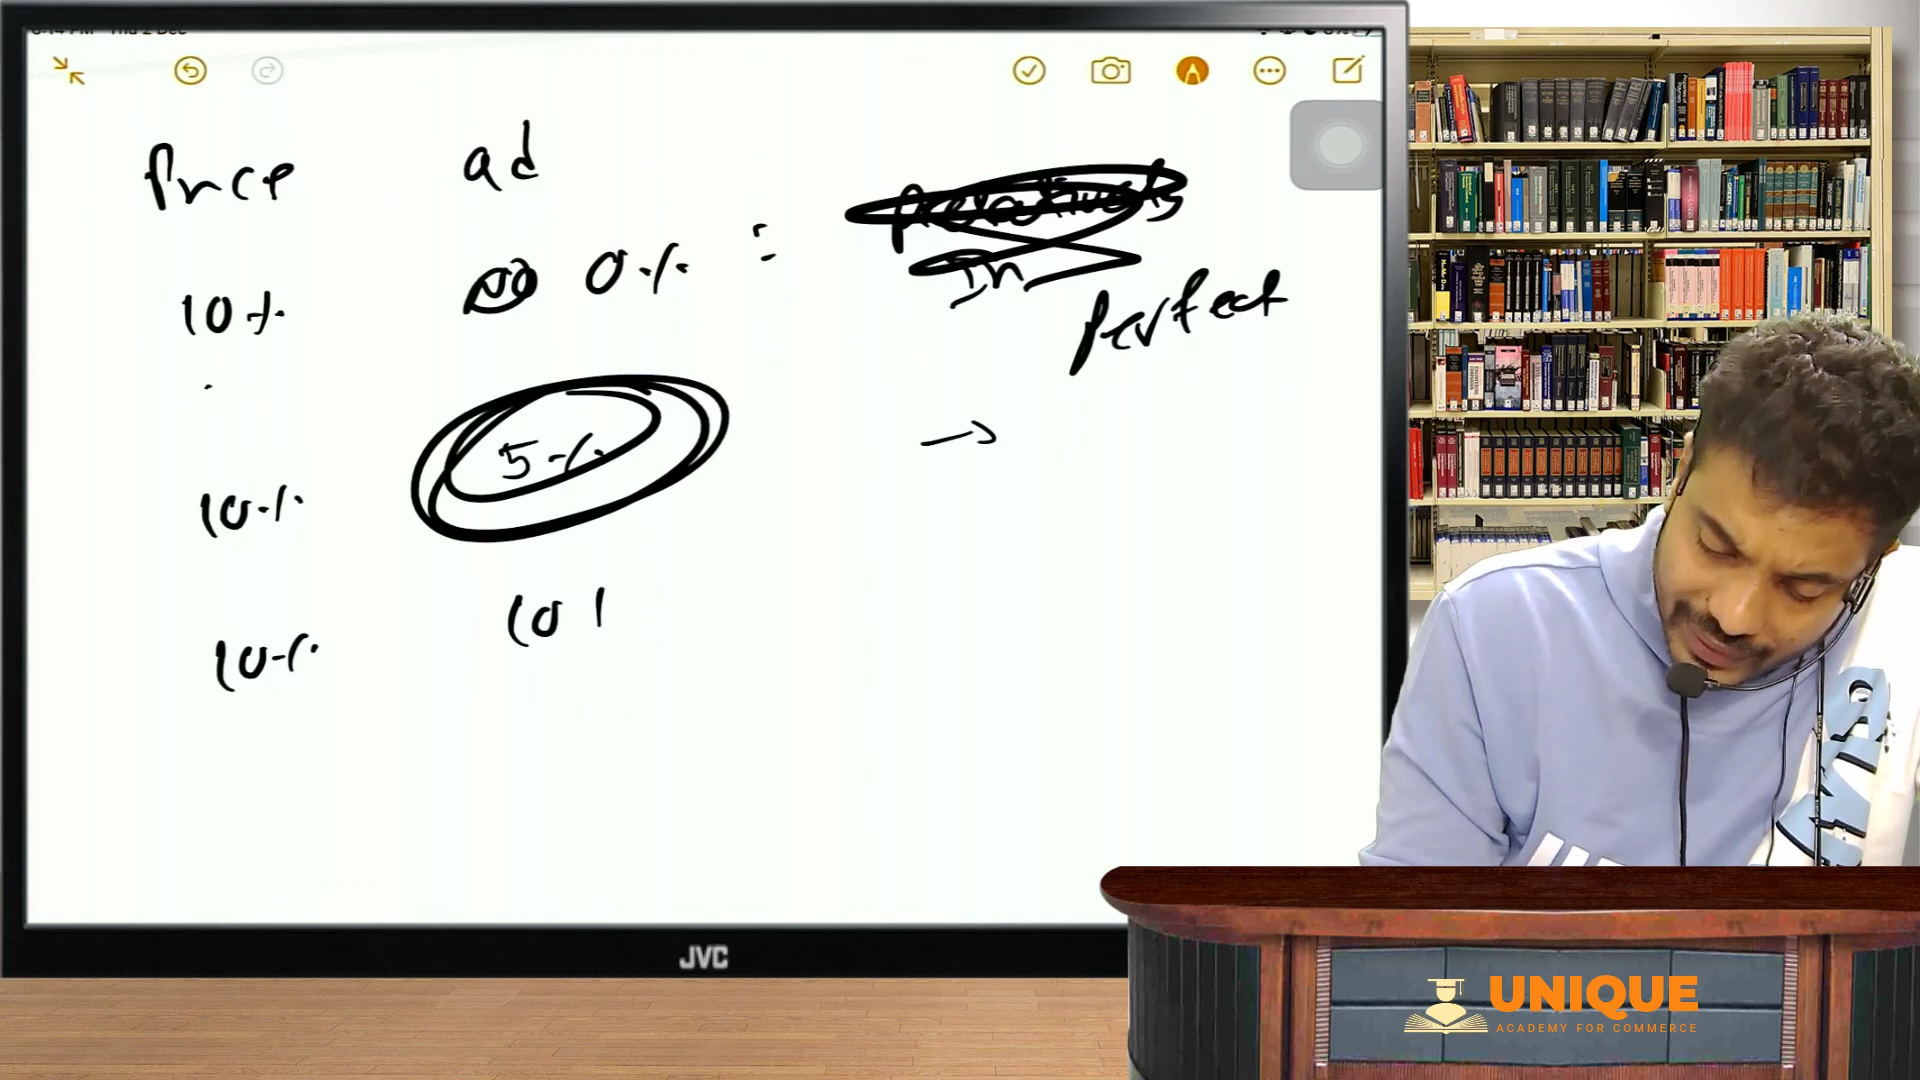 Price ad
10% 0% : 
In
Perfect
5% →
10%
10%
10%
JVC
UNIQUE
ACADEMY FOR COMMERCE